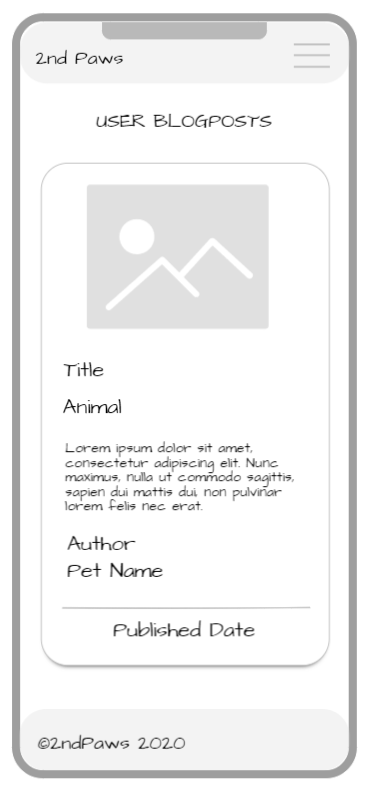 2nd Paws
USER BLOGPOSTS
Title
Animal
Lorem ipsum dolor sit amet,
consectetur adipiscing elit. Nunc
maximus, nulla ut commodo sagittis,
sapien dui mattis dui, non pulvinar
lorem felis nec erat.
Author
Pet Name
Published Date
©2ndPaws 2020